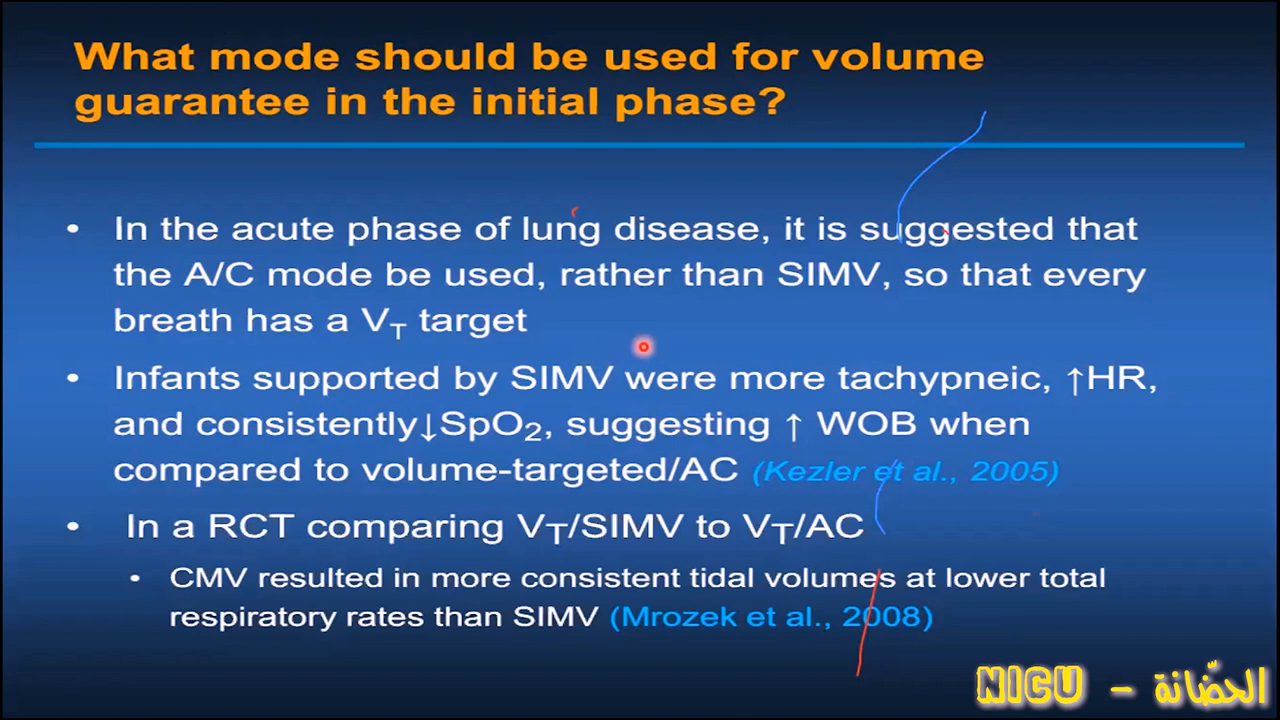 What mode should be used for volume
guarantee in the initial phase?
• In the acute phase of lung disease, it is suggested that
the A/C mode be used, rather than SIMV, so that every
breath has a V_T target
• Infants supported by SIMV were more tachypneic, ↑HR,
and consistently↓SpO₂, suggesting ↑ WOB when
compared to volume-targeted/AC (Kezler et al., 2005)
• In a RCT comparing V_T/SIMV to V_T/AC
• CMV resulted in more consistent tidal volumes at lower total
respiratory rates than SIMV (Mrozek et al., 2008)
NICU - الحضّانة